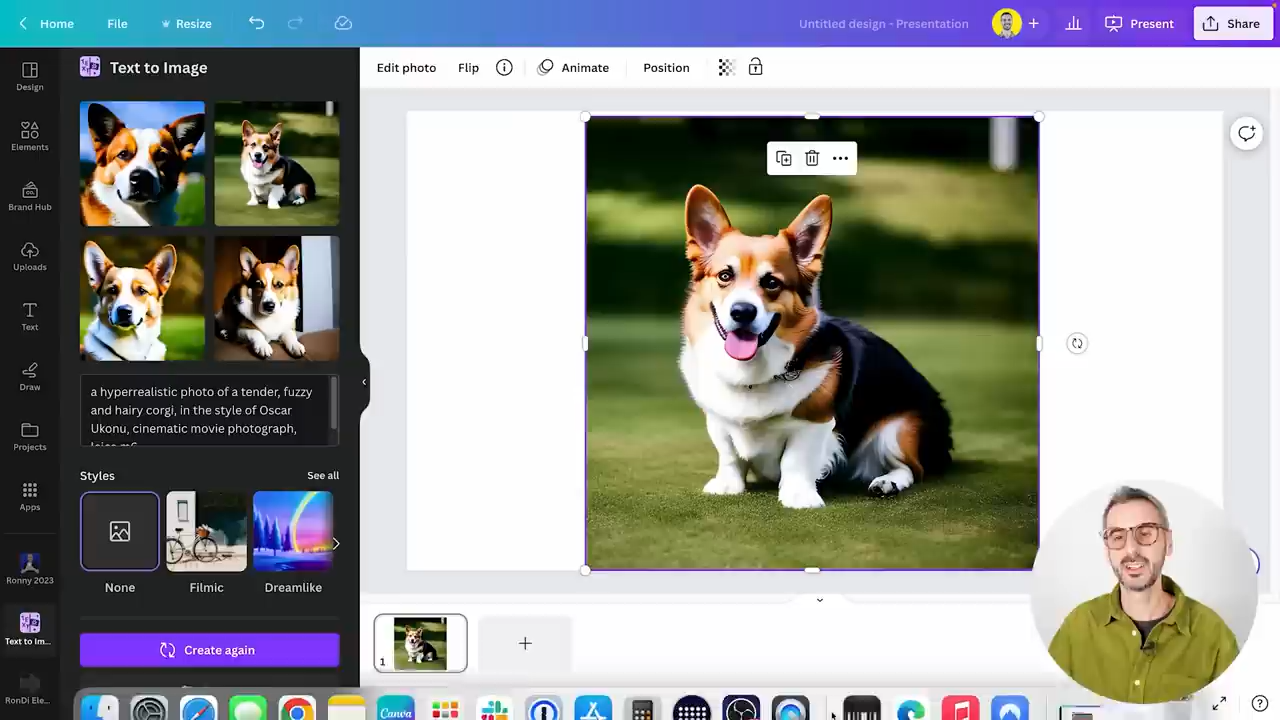 Home
File
Resize
Untitled design - Presentation
Present
Share
Design
Elements
Brand Hub
Uploads
Text
Draw
Projects
Apps
Ronny 2023
Text to Im...
RonDi Ele...
Text to Image
a hyperrealistic photo of a tender, fuzzy
and hairy corgi, in the style of Oscar
Ukonu, cinematic movie photograph,
Styles
See all
None
Filmic
Dreamlike
Create again
Edit photo
Flip
Animate
Position
1
Canva